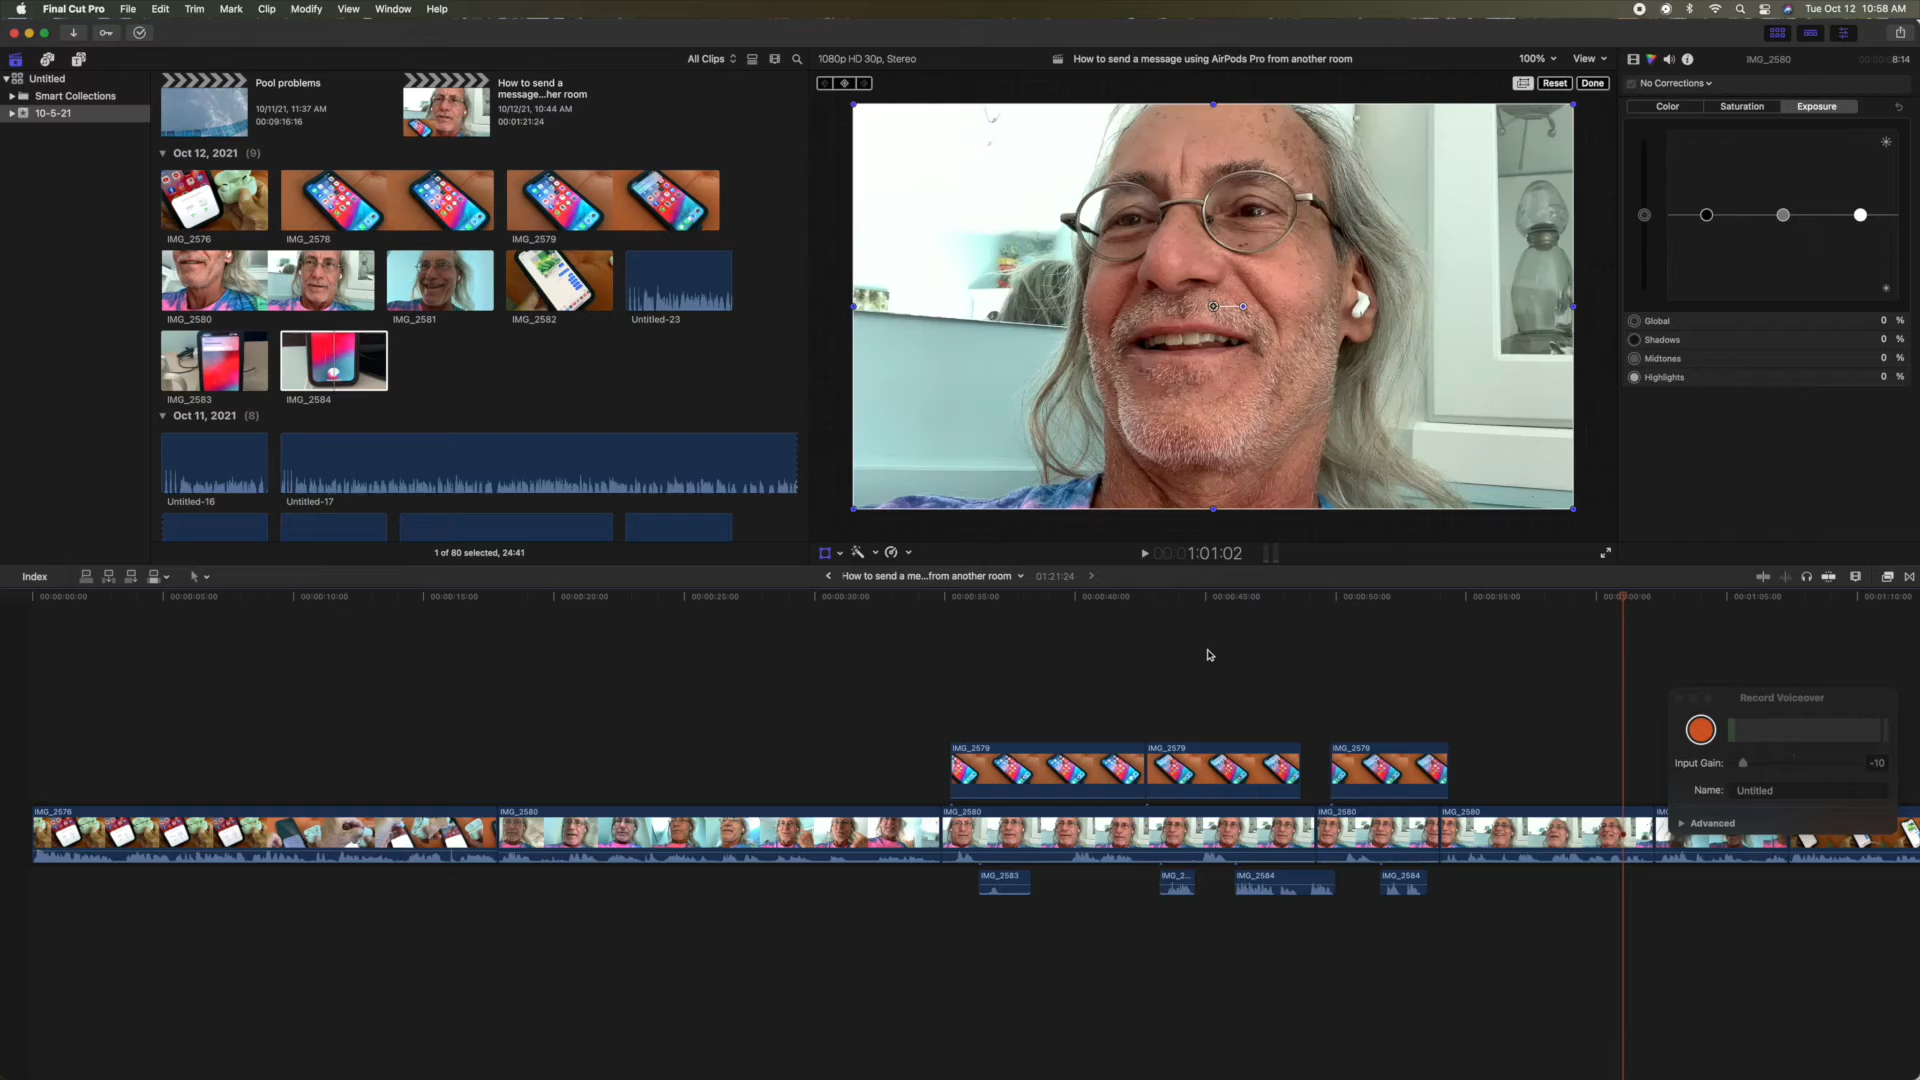 Final Cut Pro File Edit Trim Mark Clip Modify View Window Help
Tue Oct 12 10:58 AM
All Clips
1080p HD 30p, Stereo
How to send a message using AirPods Pro from another room
100%
View
IMG_2580
8:14
Untitled
Smart Collections
10-5-21
Pool problems
10/11/21, 11:37 AM
00:09:16:16
How to send a
message...her room
10/12/21, 10:44 AM
00:01:21:24
Reset
Done
No Corrections
Color
Saturation
Exposure
Oct 12, 2021 (9)
IMG_2576
IMG_2578
IMG_2579
IMG_2580
IMG_2581
IMG_2582
Untitled-23
IMG_2583
IMG_2584
Oct 11, 2021 (8)
Untitled-16
Untitled-17
1 of 80 selected, 24:41
Global 0 %
Shadows 0 %
Midtones 0 %
Highlights 0 %
00:01:01:02
Index
How to send a me...from another room
01:21:24
00:00:00:00
00:00:05:00
00:00:10:00
00:00:15:00
00:00:20:00
00:00:25:00
00:00:30:00
00:00:35:00
00:00:40:00
00:00:45:00
00:00:50:00
00:00:55:00
00:01:05:00
00:01:10:00
Record Voiceover
Input Gain: -10
Name: Untitled
Advanced
IMG_2579
IMG_2579
IMG_2579
IMG_2576
IMG_2580
IMG_2580
IMG_2580
IMG_2580
IMG_2583
IMG_2...
IMG_2584
IMG_2584